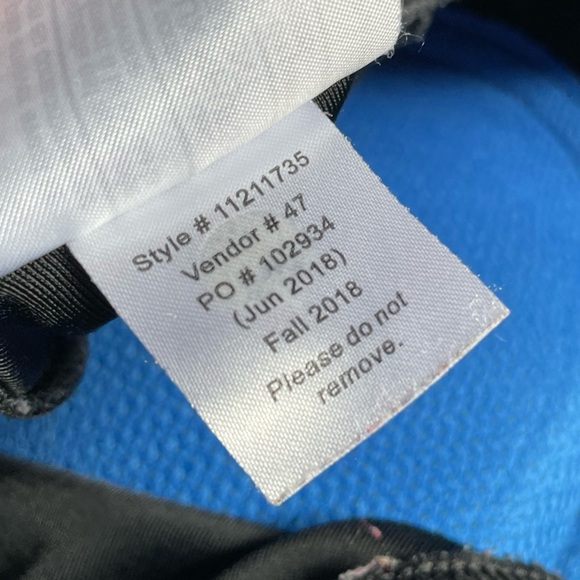 Style # 11211735
Vendor # 47
PO # 102934
(Jun 2018)
Fall 2018
Please do not
remove.